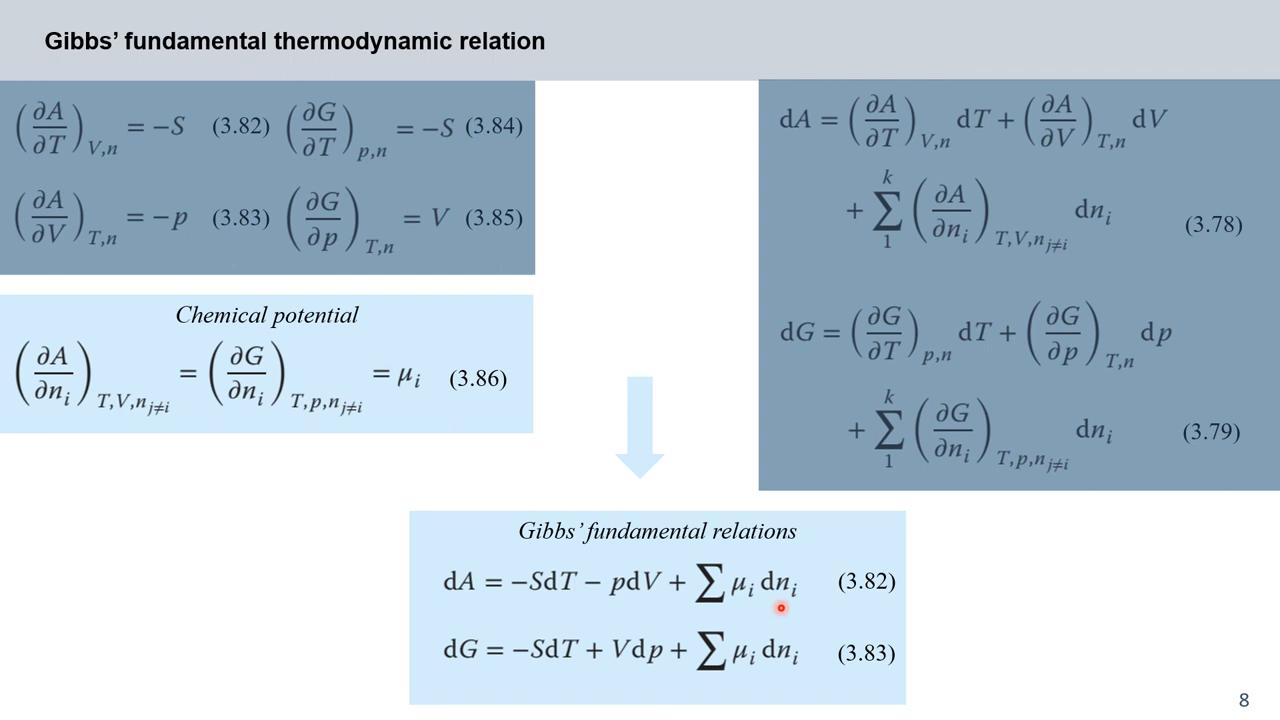 Gibbs’ fundamental thermodynamic relation
(∂A/∂T)_{V,n} = −S (3.82) (∂G/∂T)_{p,n} = −S (3.84)
(∂A/∂V)_{T,n} = −p (3.83) (∂G/∂p)_{T,n} = V (3.85)
Chemical potential
(∂A/∂n_i)_{T,V,n_{j≠i}} = (∂G/∂n_i)_{T,p,n_{j≠i}} = μ_i (3.86)
dA = (∂A/∂T)_{V,n} dT + (∂A/∂V)_{T,n} dV
+ ∑_{1}^{k} (∂A/∂n_i)_{T,V,n_{j≠i}} dn_i (3.78)
dG = (∂G/∂T)_{p,n} dT + (∂G/∂p)_{T,n} dp
+ ∑_{1}^{k} (∂G/∂n_i)_{T,p,n_{j≠i}} dn_i (3.79)
Gibbs’ fundamental relations
dA = −SdT − pdV + ∑ μ_i dn_i (3.82)
dG = −SdT + Vdp + ∑ μ_i dn_i (3.83)
8